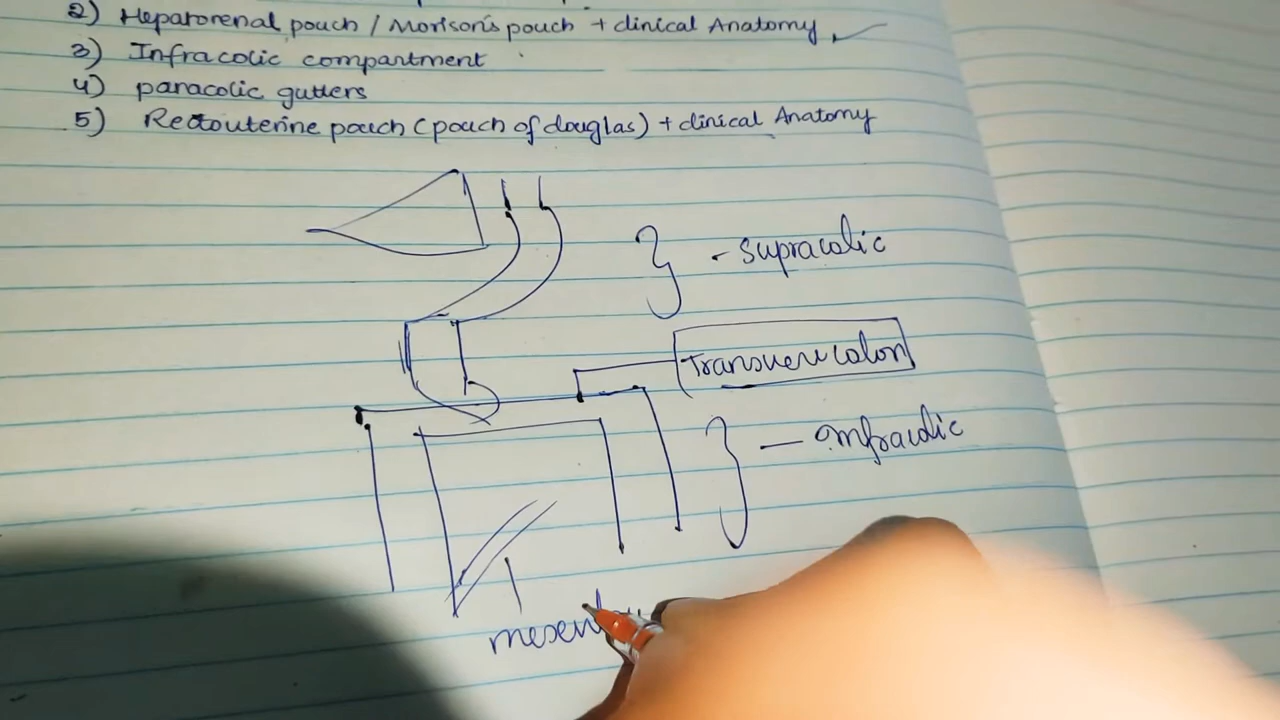 2) Heparorenal pouch / Morison's pouch + clinical Anatomy
3) Infracolic compartment
4) paracolic gutters
5) Rectouterine pouch (pouch of douglas) + clinical Anatomy
- supracolic
Transverse colon
- infracolic